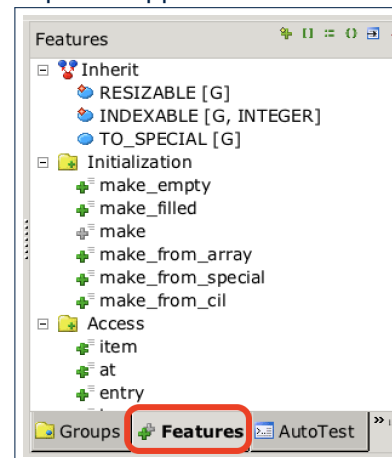 Features
Inherit
RESIZABLE [G]
INDEXABLE [G, INTEGER]
TO_SPECIAL [G]
Initialization
make_empty
make_filled
make
make_from_array
make_from_special
make_from_cil
Access
item
at
entry
Groups Features AutoTest »